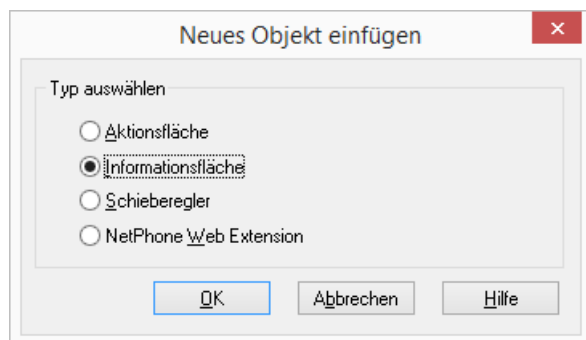 Neues Objekt einfügen
Typ auswählen
Aktionsfläche
Informationsfläche
Schieberegler
NetPhone Web Extension
OK Abbrechen Hilfe